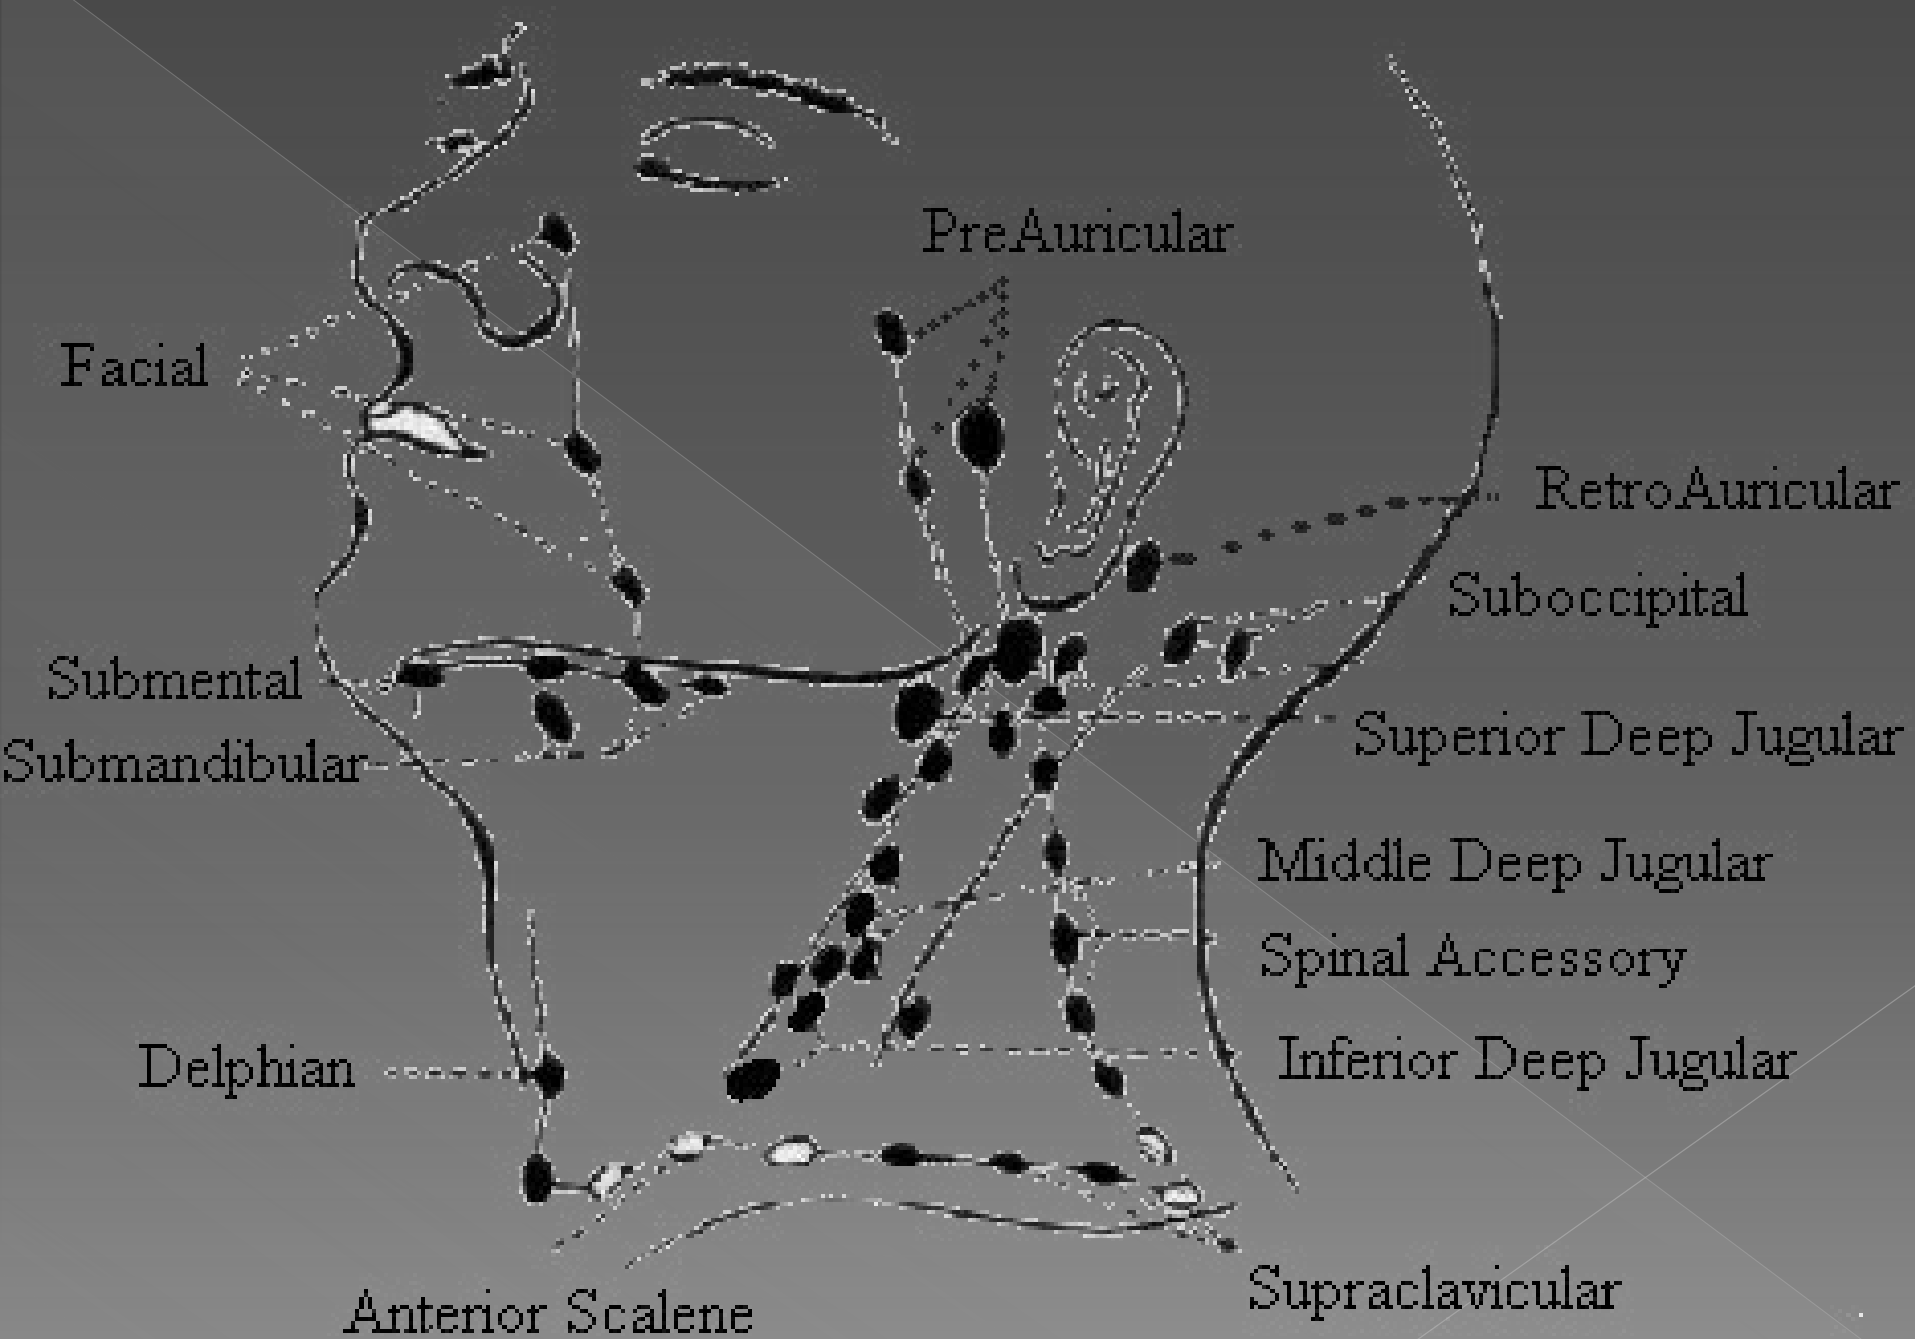 PreAuricular
Facial
RetroAuricular
Suboccipital
Submental
Superior Deep Jugular
Submandibular
Middle Deep Jugular
Spinal Accessory
Delphian
Inferior Deep Jugular
Supraclavicular
Anterior Scalene